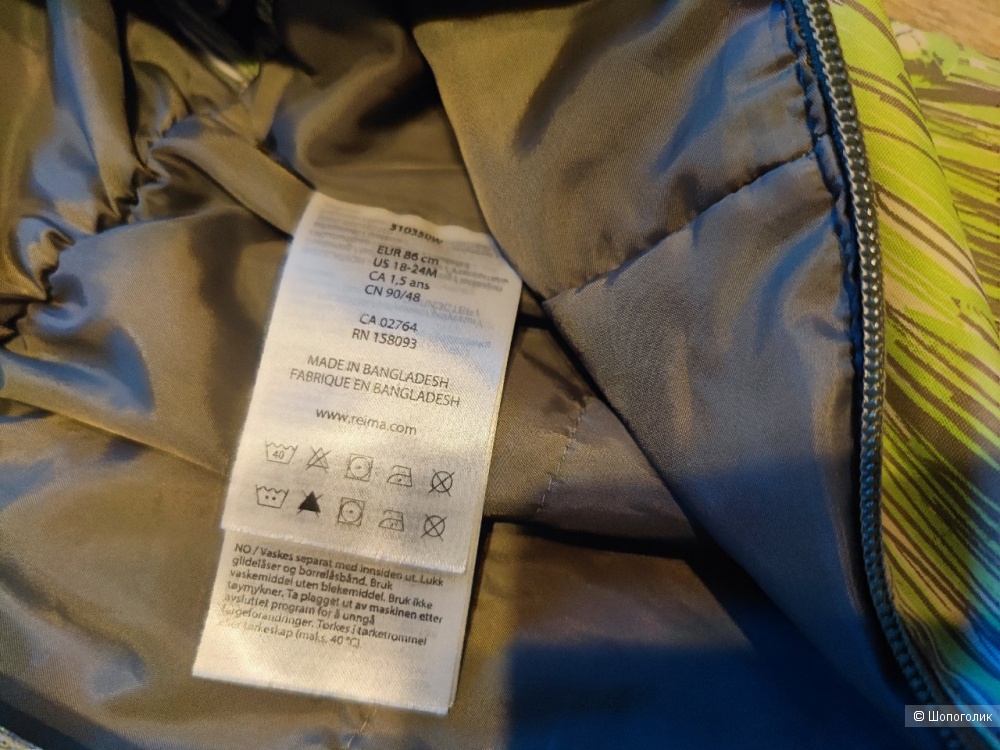 510350W
EUR 86 cm
US 18-24M
CA 1,5 ans
CN 90/48
CA 02764
RN 158093
MADE IN BANGLADESH
FABRIQUE EN BANGLADESH
www.reima.com
40
NO / Vaskes separat med innsiden ut. Lukk
glidelåser og borrelåsbånd. Bruk
vaskemiddel uten blekemiddel. Bruk ikke
tøymykner. Ta plagget ut av maskinen etter
avsluttet program for å unngå
fargeforandringer. Tørkes i tørketrommel
eller tørkeskap (maks. 40 °C).
© Шопоголик